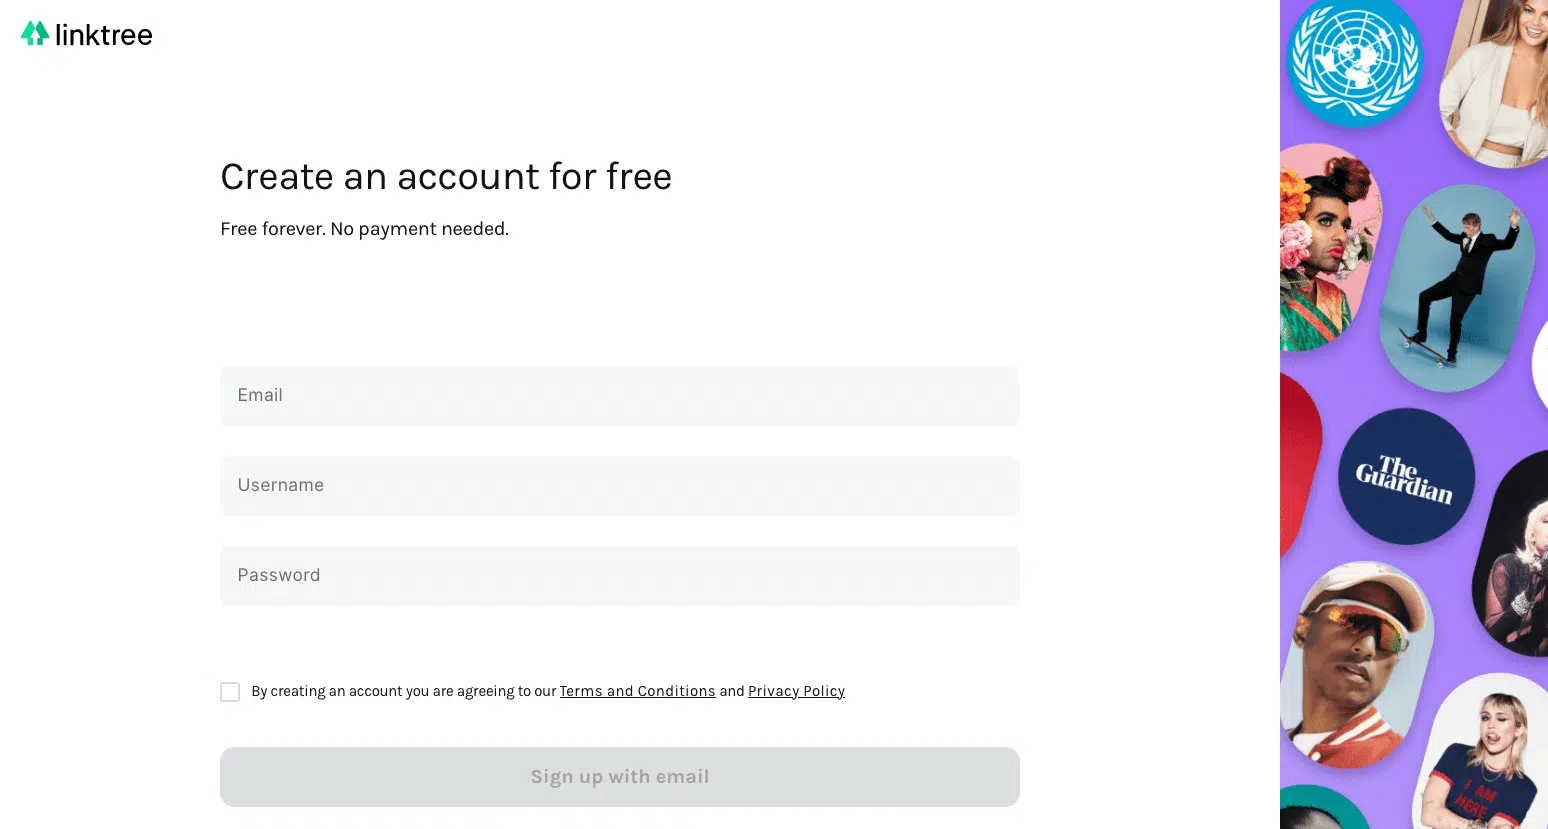 linktree
Create an account for free
Free forever. No payment needed.
Email
Username
Password
By creating an account you are agreeing to our Terms and Conditions and Privacy Policy
Sign up with email
The
Guardian
I AM
HERE